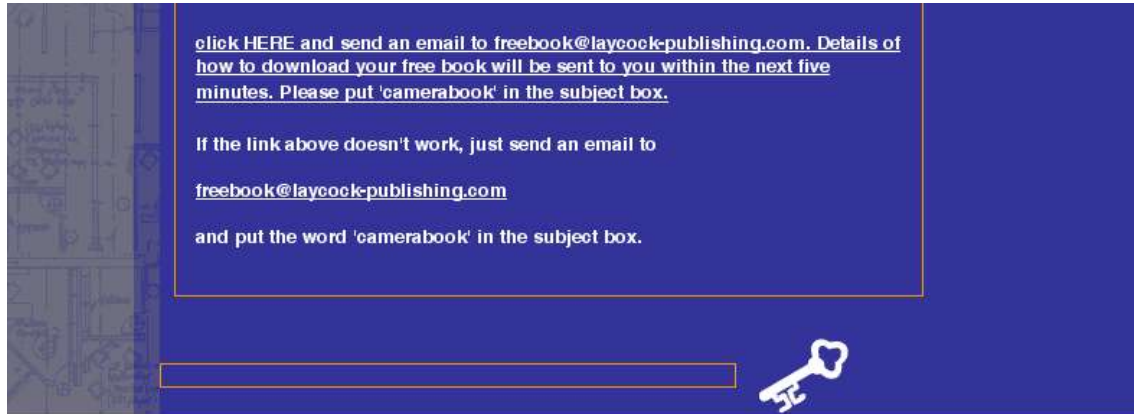 click HERE and send an email to freebook@laycock-publishing.com. Details of
how to download your free book will be sent to you within the next five
minutes. Please put 'camerabook' in the subject box.
If the link above doesn't work, just send an email to
freebook@laycock-publishing.com
and put the word 'camerabook' in the subject box.